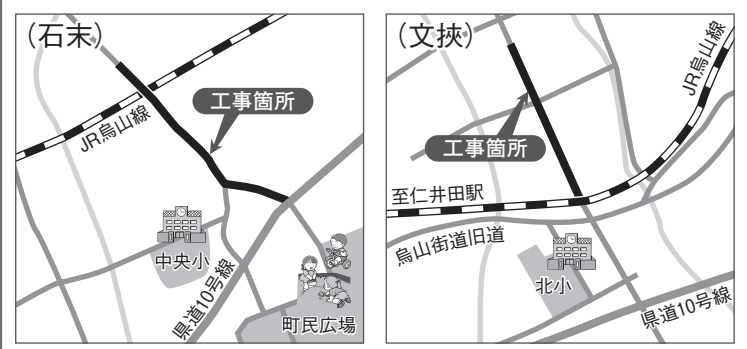 （石末）
工事箇所
JR烏山線
中央小
県道10号線
町民広場
（文挾）
JR烏山線
工事箇所
至仁井田駅
烏山街道旧道
北小
県道10号線